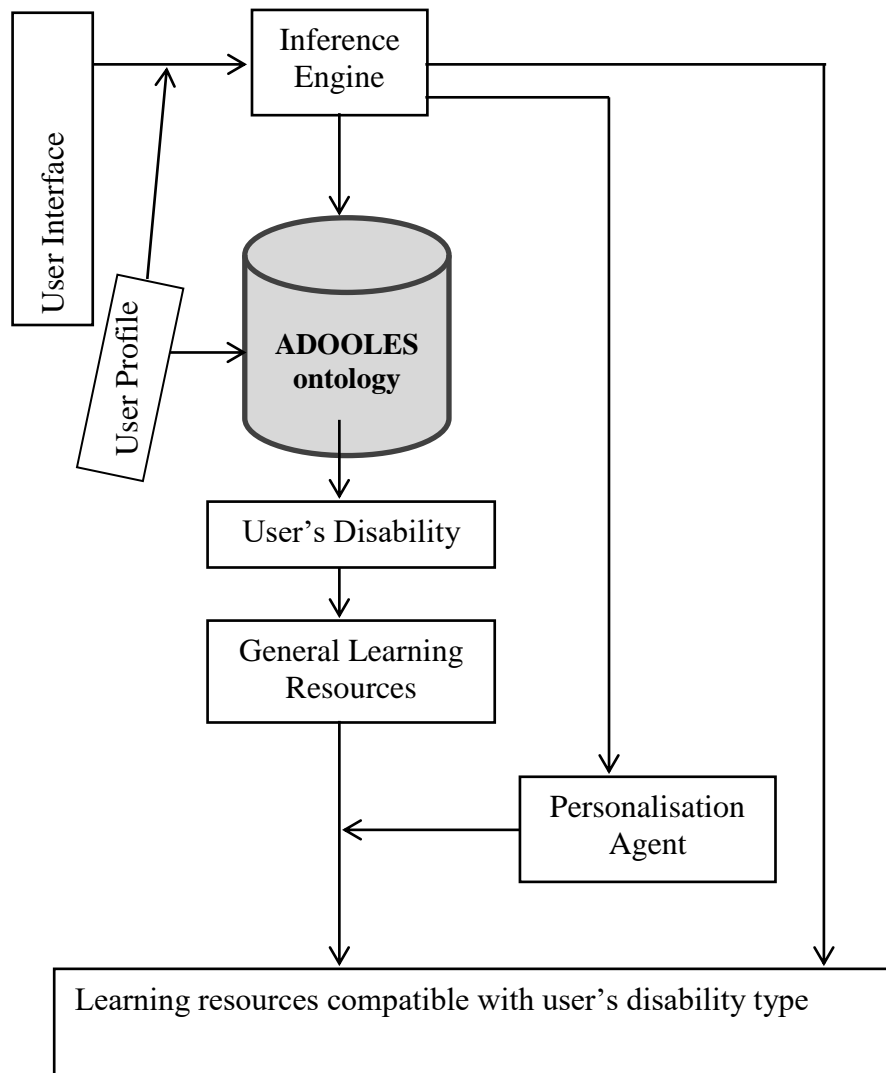 Inference
Engine
User Interface
User Profile
ADOOLES
ontology
User’s Disability
General Learning
Resources
Personalisation
Agent
Learning resources compatible with user’s disability type